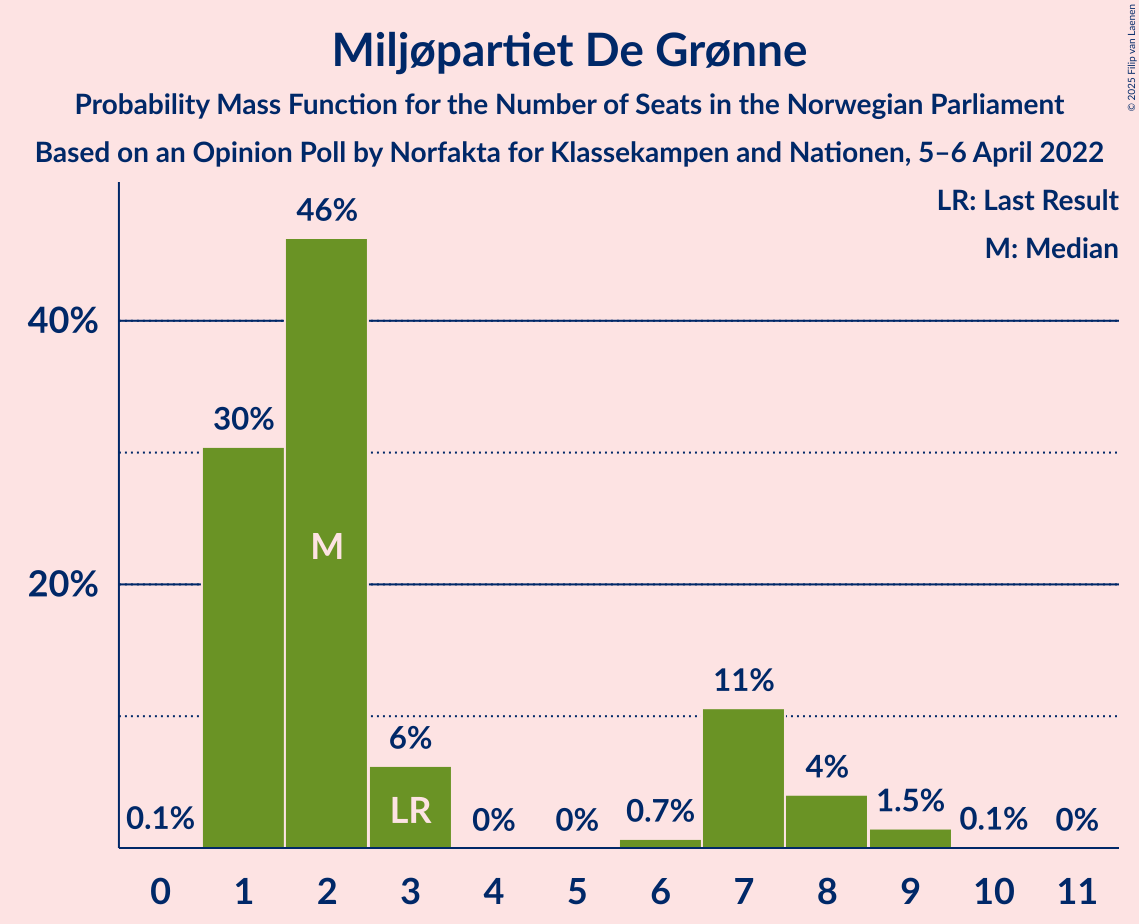 Miljøpartiet De Grønne
Probability Mass Function for the Number of Seats in the Norwegian Parliament
Based on an Opinion Poll by Norfakta for Klassekampen and Nationen, 5–6 April 2022
© 2025 Filip van Laenen
LR: Last Result
M: Median
40%
20%
0.1%
30%
46%
M
6%
LR
0%
0%
0.7%
11%
4%
1.5%
0.1%
0%
0 1 2 3 4 5 6 7 8 9 10 11